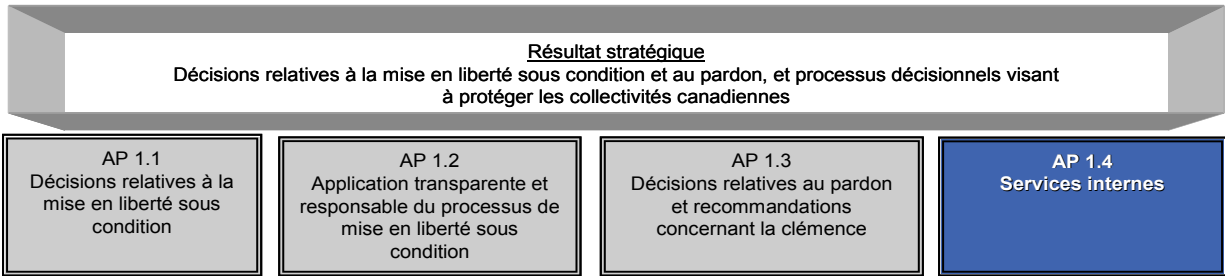 Résultat stratégique
Décisions relatives à la mise en liberté sous condition et au pardon, et processus décisionnels visant
à protéger les collectivités canadiennes
AP 1.1
Décisions relatives à la
mise en liberté sous
condition
AP 1.2
Application transparente et
responsable du processus de
mise en liberté sous
condition
AP 1.3
Décisions relatives au pardon
et recommandations
concernant la clémence
AP 1.4
Services internes